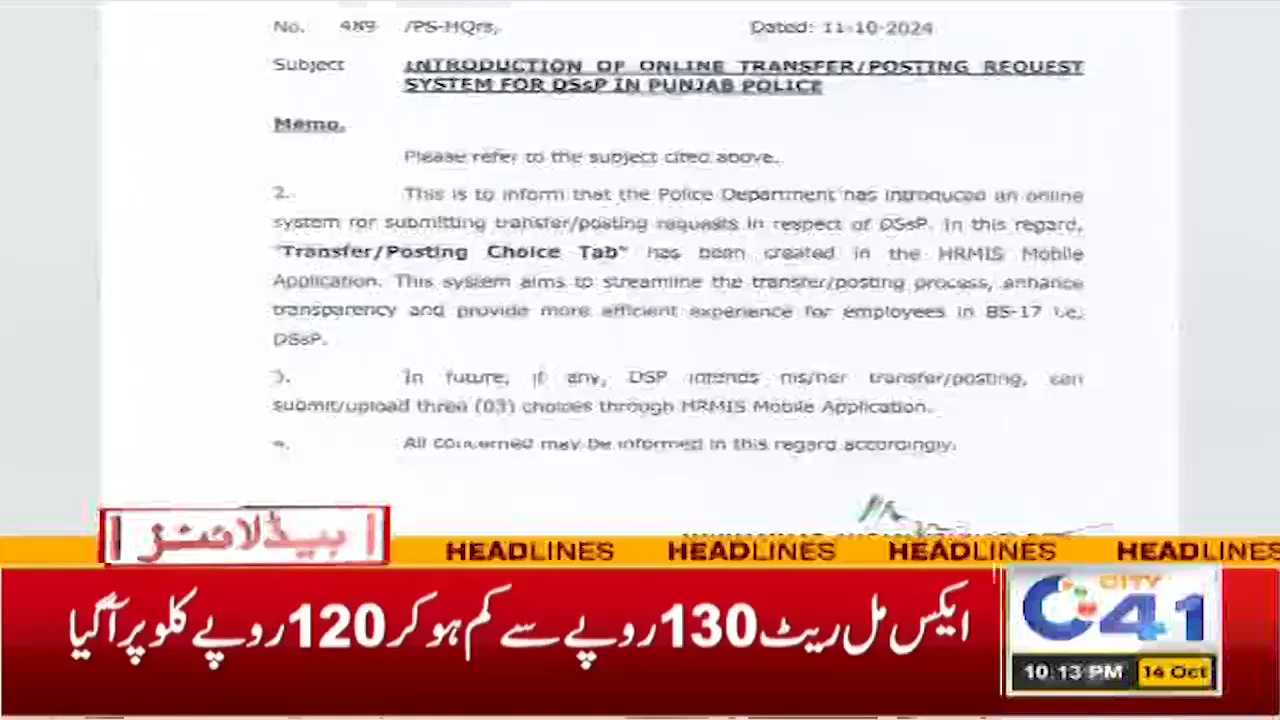 No. 489 /PS-HQrs, Dated: 11-10-2024
Subject INTRODUCTION OF ONLINE TRANSFER/POSTING REQUEST
SYSTEM FOR DSsP IN PUNJAB POLICE
Memo.
Please refer to the subject cited above.
2. This is to inform that the Police Department has introduced an online
system for submitting transfer/posting requests in respect of DSsP. In this regard,
"Transfer/Posting Choice Tab" has been created in the HRMIS Mobile
Application. This system aims to streamline the transfer/posting process, enhance
transparency and provide more efficient experience for employees in BS-17 i.e.
DSsP.
3. In future, if any, DSP intends his/her transfer/posting, can
submit/upload three (03) choices through HRMIS Mobile Application.
4. All concerned may be informed in this regard accordingly.
ہیڈلائنز
HEADLINES HEADLINES HEADLINES HEADLINES
ایکس مل ریٹ 130 روپے سے کم ہو کر 120 روپے کلو پر آگیا
CITY
41
10:13 PM 14 Oct